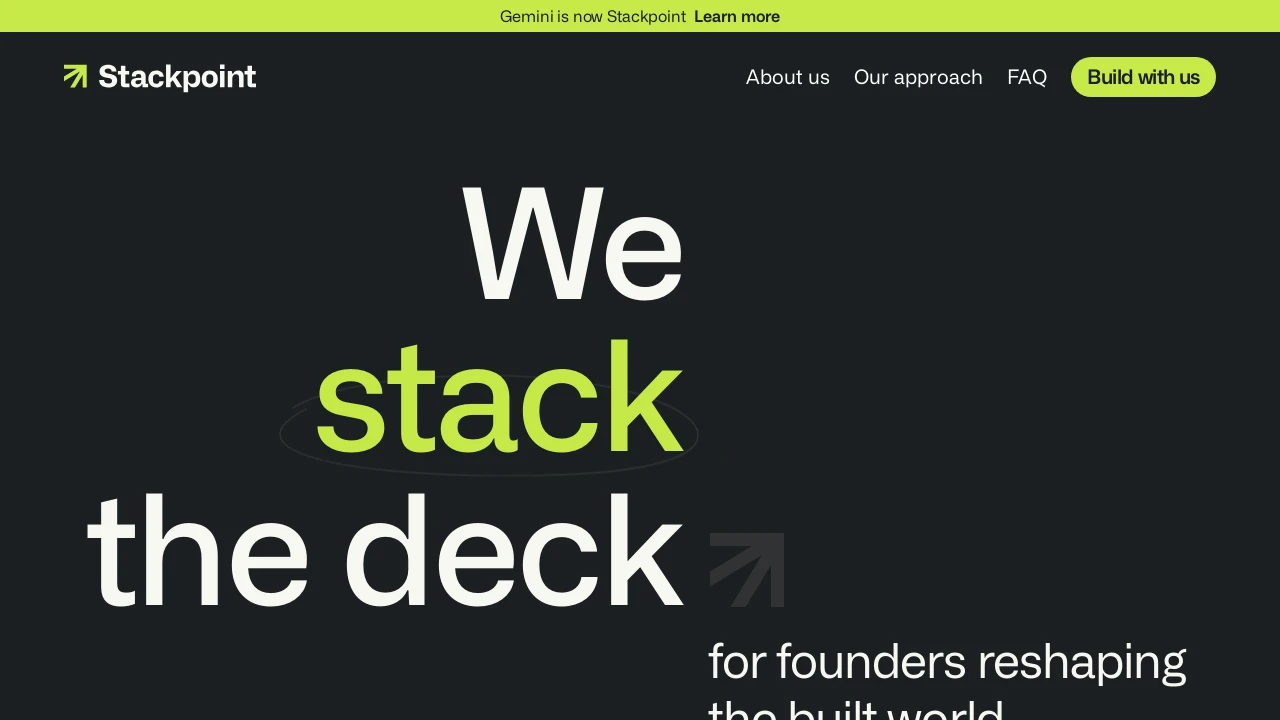 Gemini is now Stackpoint Learn more
Stackpoint
About us
Our approach
FAQ
Build with us
We
stack
the deck
for founders reshaping
the built world